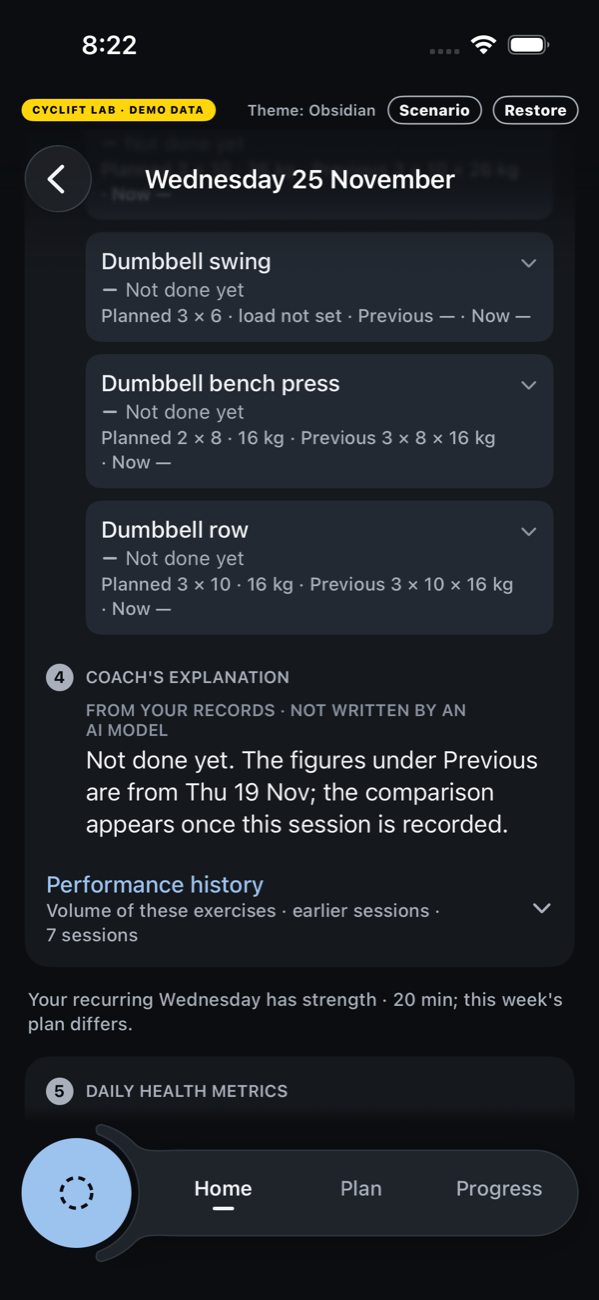 8:22
CYCLIFT LAB · DEMO DATA
Theme: Obsidian
Scenario
Restore
Wednesday 25 November
· Now —
Dumbbell swing
— Not done yet
Planned 3 × 6 · load not set · Previous — · Now —
Dumbbell bench press
— Not done yet
Planned 2 × 8 · 16 kg · Previous 3 × 8 × 16 kg
· Now —
Dumbbell row
— Not done yet
Planned 3 × 10 · 16 kg · Previous 3 × 10 × 16 kg
· Now —
4 COACH'S EXPLANATION
FROM YOUR RECORDS · NOT WRITTEN BY AN
AI MODEL
Not done yet. The figures under Previous
are from Thu 19 Nov; the comparison
appears once this session is recorded.
Performance history
Volume of these exercises · earlier sessions ·
7 sessions
Your recurring Wednesday has strength · 20 min; this week's
plan differs.
5 DAILY HEALTH METRICS
Home
Plan
Progress